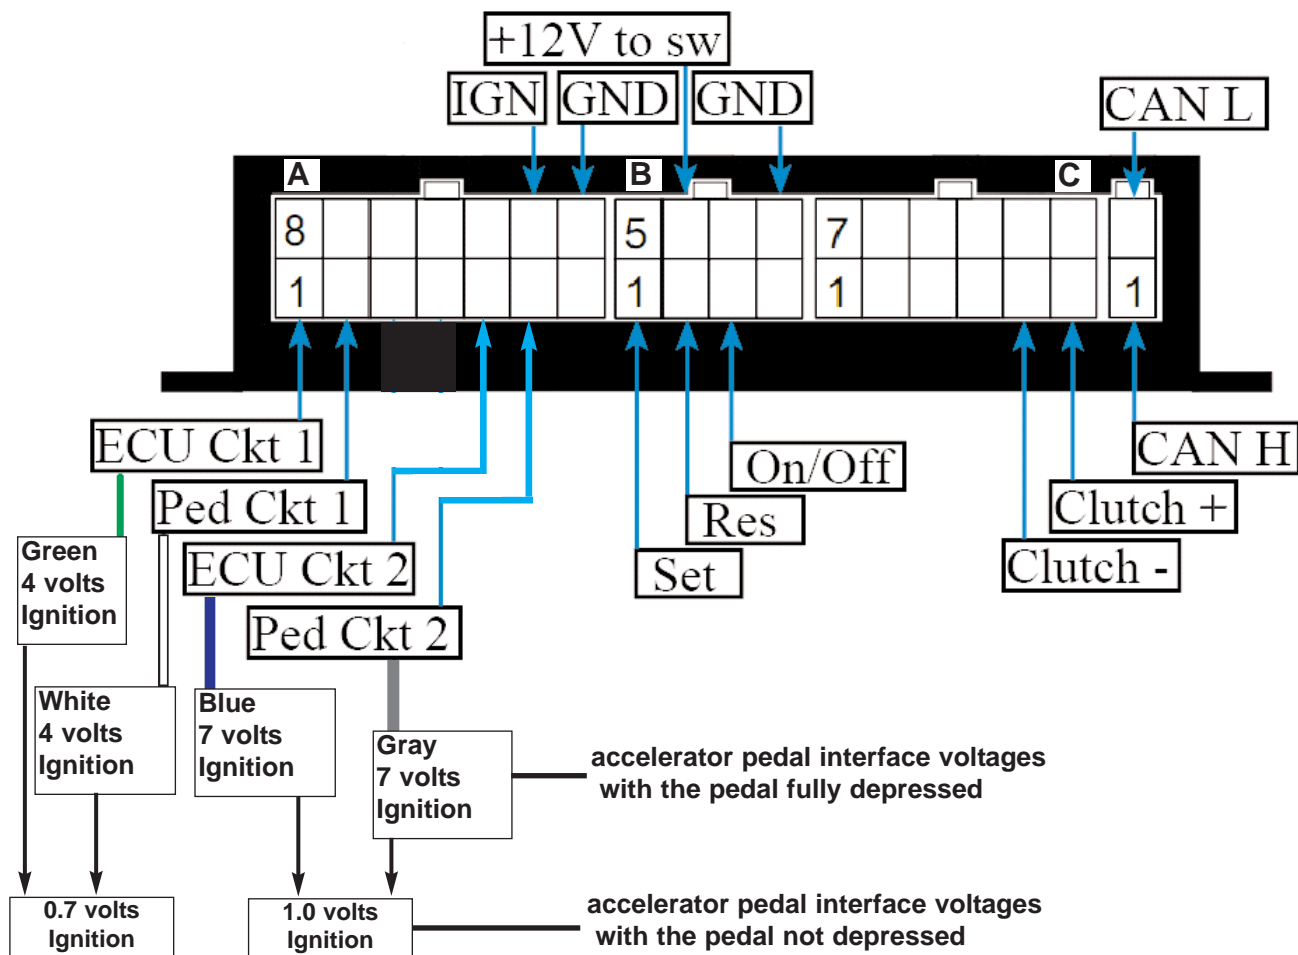 +12V to sw
IGN
GND
GND
CAN L
A
B
C
8
5
7
1
1
1
1
ECU Ckt 1
On/Off
CAN H
Ped Ckt 1
Res
Clutch +
Green
4 volts
Ignition
ECU Ckt 2
Set
Clutch -
Ped Ckt 2
White
4 volts
Ignition
Blue
7 volts
Ignition
Gray
7 volts
Ignition
accelerator pedal interface voltages
with the pedal fully depressed
0.7 volts
Ignition
1.0 volts
Ignition
accelerator pedal interface voltages
with the pedal not depressed